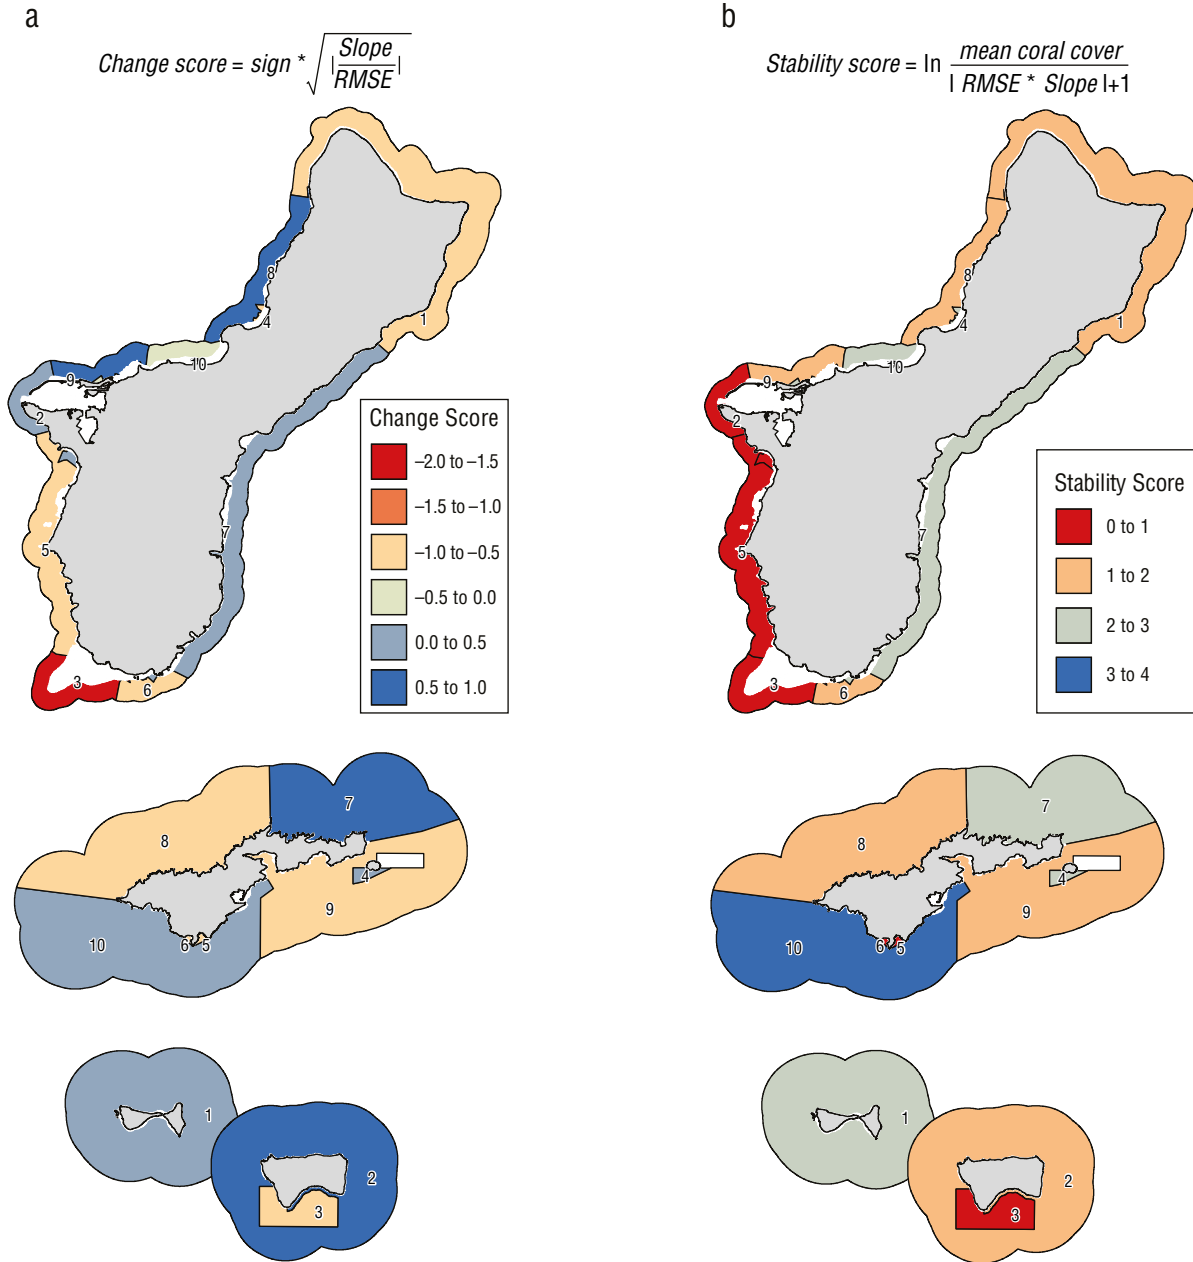 a
Change score = sign * √|Slope/RMSE|
8
4
1
10
9
2
7
5
3
6
Change Score
–2.0 to –1.5
–1.5 to –1.0
–1.0 to –0.5
–0.5 to 0.0
0.0 to 0.5
0.5 to 1.0
7
8
4
9
10
6 5
1
2
3
b
Stability score = ln mean coral cover / | RMSE * Slope |+1
8
4
1
10
9
2
7
5
3
6
Stability Score
0 to 1
1 to 2
2 to 3
3 to 4
7
8
4
9
10
6 5
1
2
3